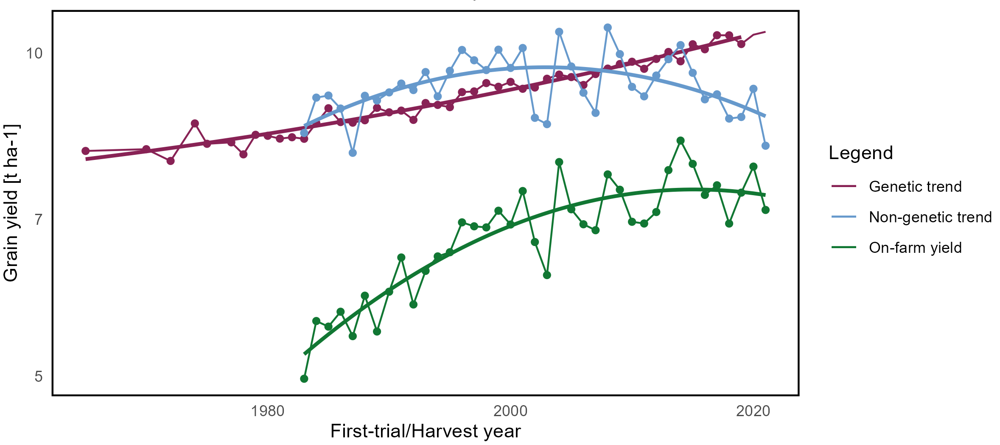 Grain yield [t ha-1]
10
7
5
1980 2000 2020
First-trial/Harvest year
Legend
Genetic trend
Non-genetic trend
On-farm yield